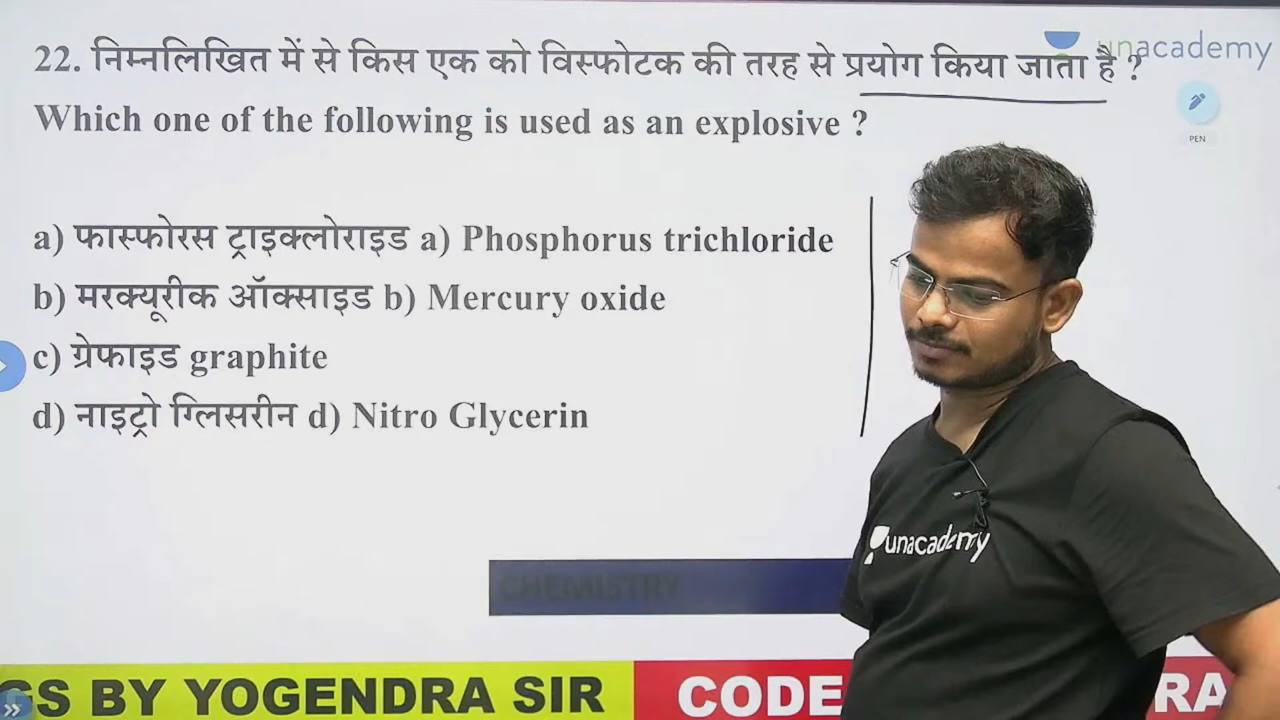 22. निम्नलिखित में से किस एक को विस्फोटक की तरह से प्रयोग किया जाता है ?
unacademy
PEN
Which one of the following is used as an explosive ?
a) फास्फोरस ट्राइक्लोराइड a) Phosphorus trichloride
b) मरक्यूरीक ऑक्साइड b) Mercury oxide
c) ग्रेफाइड graphite
d) नाइट्रो ग्लिसरीन d) Nitro Glycerin
unacademy
CHEMISTRY
GS BY YOGENDRA SIR
CODE
RA